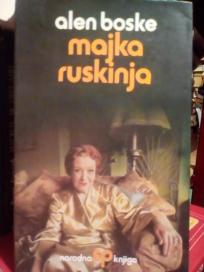 alen boske
majka
ruskinja
narodna knjiga